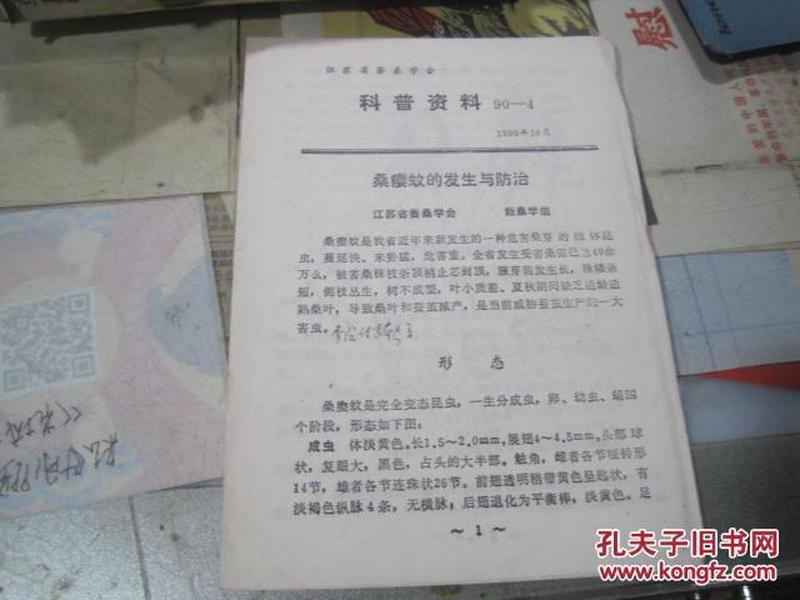 江苏省蚕桑学会
科普资料 90—4
1990年10月
桑瘿蚊的发生与防治
江苏省蚕桑学会 栽桑学组
桑瘿蚊是我省近年来新发生的一种危害桑芽的 体昆
虫，蔓延快、来势猛，危害重。全省发生受害桑田已达40余
万亩，被害桑株枝条顶梢止芯封顶，腋芽萌发生长，株矮条
短，侧枝丛生，树不成型，叶小质差。夏秋期间缺乏适龄适
熟桑叶，导致桑叶和蚕茧减产，是当前威胁蚕茧生产的一大
害虫。
形 态
桑瘿蚊是完全变态昆虫，一生分成虫，卵、幼虫、蛹四
个阶段，形态如下图：
成虫 体淡黄色。长1.5～2.0mm，展翅4～4.5mm。头部球
状，复眼大，黑色，占头的大半部。触角，雌者各节哑铃形
14节，雄者各节连珠状26节。前翅透明稍带黄色呈匙状，有
淡褐色纵脉4条，无横脉，后翅退化为平衡棒，淡黄色。足
～ 1 ～
慰
孔夫子旧书网
www.kongfz.com